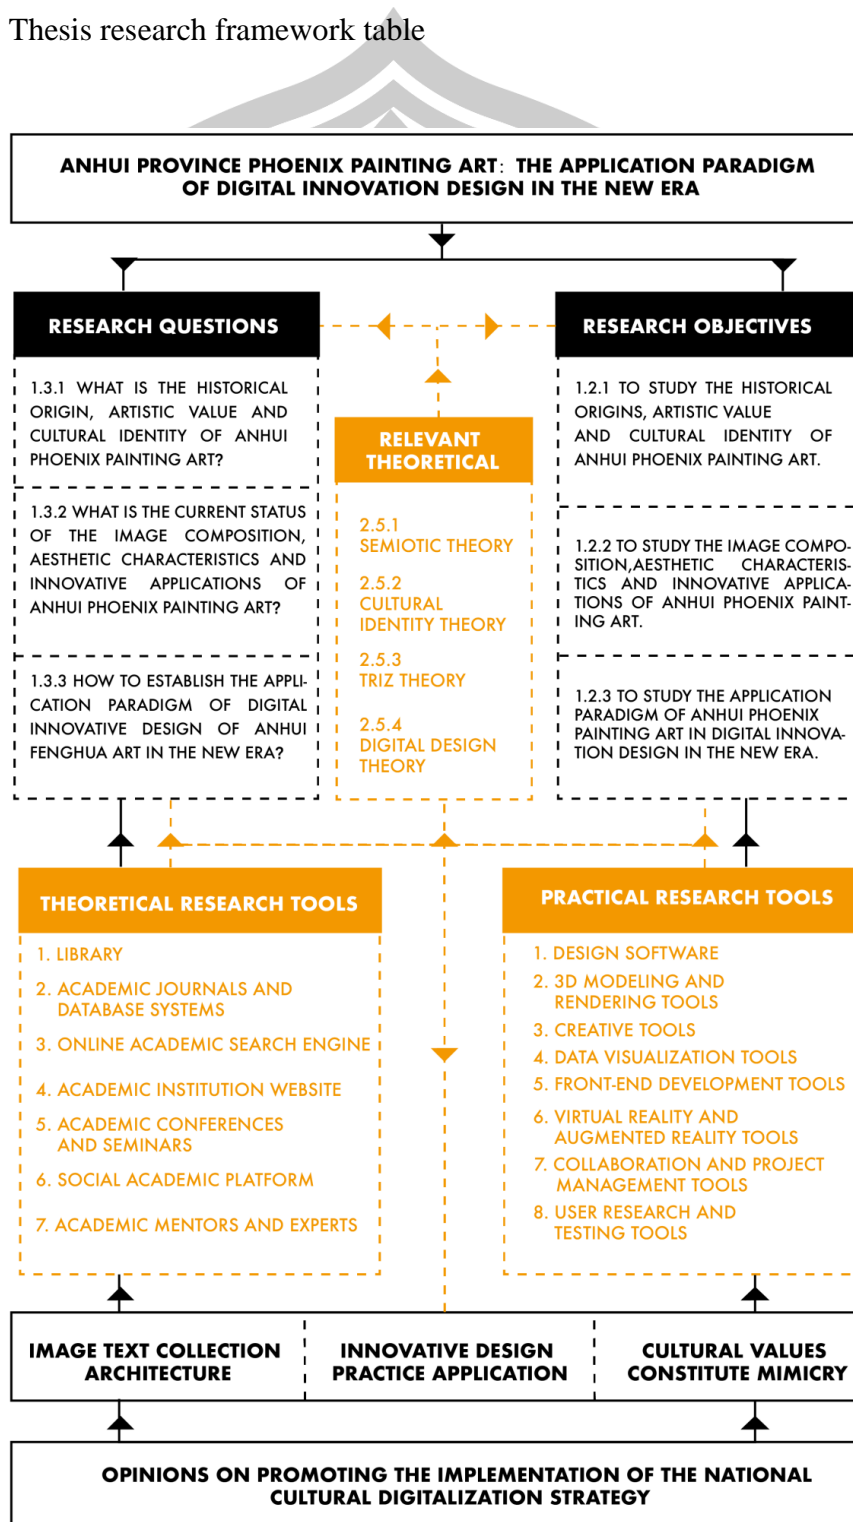 Thesis research framework table
ANHUI PROVINCE PHOENIX PAINTING ART: THE APPLICATION PARADIGM
OF DIGITAL INNOVATION DESIGN IN THE NEW ERA
RESEARCH QUESTIONS
1.3.1 WHAT IS THE HISTORICAL
ORIGIN, ARTISTIC VALUE AND
CULTURAL IDENTITY OF ANHUI
PHOENIX PAINTING ART?
1.3.2 WHAT IS THE CURRENT STATUS
OF THE IMAGE COMPOSITION,
AESTHETIC CHARACTERISTICS AND
INNOVATIVE APPLICATIONS OF
ANHUI PHOENIX PAINTING ART?
1.3.3 HOW TO ESTABLISH THE APPLI-
CATION PARADIGM OF DIGITAL
INNOVATIVE DESIGN OF ANHUI
FENGHUA ART IN THE NEW ERA?
RELEVANT
THEORETICAL
2.5.1
SEMIOTIC THEORY
2.5.2
CULTURAL
IDENTITY THEORY
2.5.3
TRIZ THEORY
2.5.4
DIGITAL DESIGN
THEORY
RESEARCH OBJECTIVES
1.2.1 TO STUDY THE HISTORICAL
ORIGINS, ARTISTIC VALUE
AND CULTURAL IDENTITY OF
ANHUI PHOENIX PAINTING ART.
1.2.2 TO STUDY THE IMAGE COMPO-
SITION,AESTHETIC CHARACTERIS-
TICS AND INNOVATIVE APPLICA-
TIONS OF ANHUI PHOENIX PAINT-
ING ART.
1.2.3 TO STUDY THE APPLICATION
PARADIGM OF ANHUI PHOENIX
PAINTING ART IN DIGITAL INNOVA-
TION DESIGN IN THE NEW ERA.
THEORETICAL RESEARCH TOOLS
1. LIBRARY
2. ACADEMIC JOURNALS AND
DATABASE SYSTEMS
3. ONLINE ACADEMIC SEARCH ENGINE
4. ACADEMIC INSTITUTION WEBSITE
5. ACADEMIC CONFERENCES
AND SEMINARS
6. SOCIAL ACADEMIC PLATFORM
7. ACADEMIC MENTORS AND EXPERTS
PRACTICAL RESEARCH TOOLS
1. DESIGN SOFTWARE
2. 3D MODELING AND
RENDERING TOOLS
3. CREATIVE TOOLS
4. DATA VISUALIZATION TOOLS
5. FRONT-END DEVELOPMENT TOOLS
6. VIRTUAL REALITY AND
AUGMENTED REALITY TOOLS
7. COLLABORATION AND PROJECT
MANAGEMENT TOOLS
8. USER RESEARCH AND
TESTING TOOLS
IMAGE TEXT COLLECTION
ARCHITECTURE
INNOVATIVE DESIGN
PRACTICE APPLICATION
CULTURAL VALUES
CONSTITUTE MIMICRY
OPINIONS ON PROMOTING THE IMPLEMENTATION OF THE NATIONAL
CULTURAL DIGITALIZATION STRATEGY